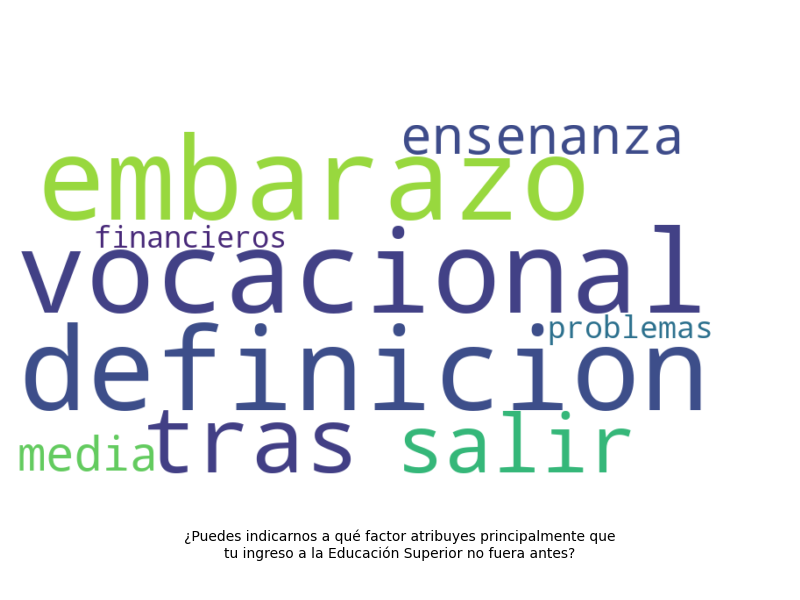 ensenanza
embarazo
financieros
vocacional
problemas
definicion
tras
salir
media
¿Puedes indicarnos a qué factor atribuyes principalmente que
tu ingreso a la Educación Superior no fuera antes?